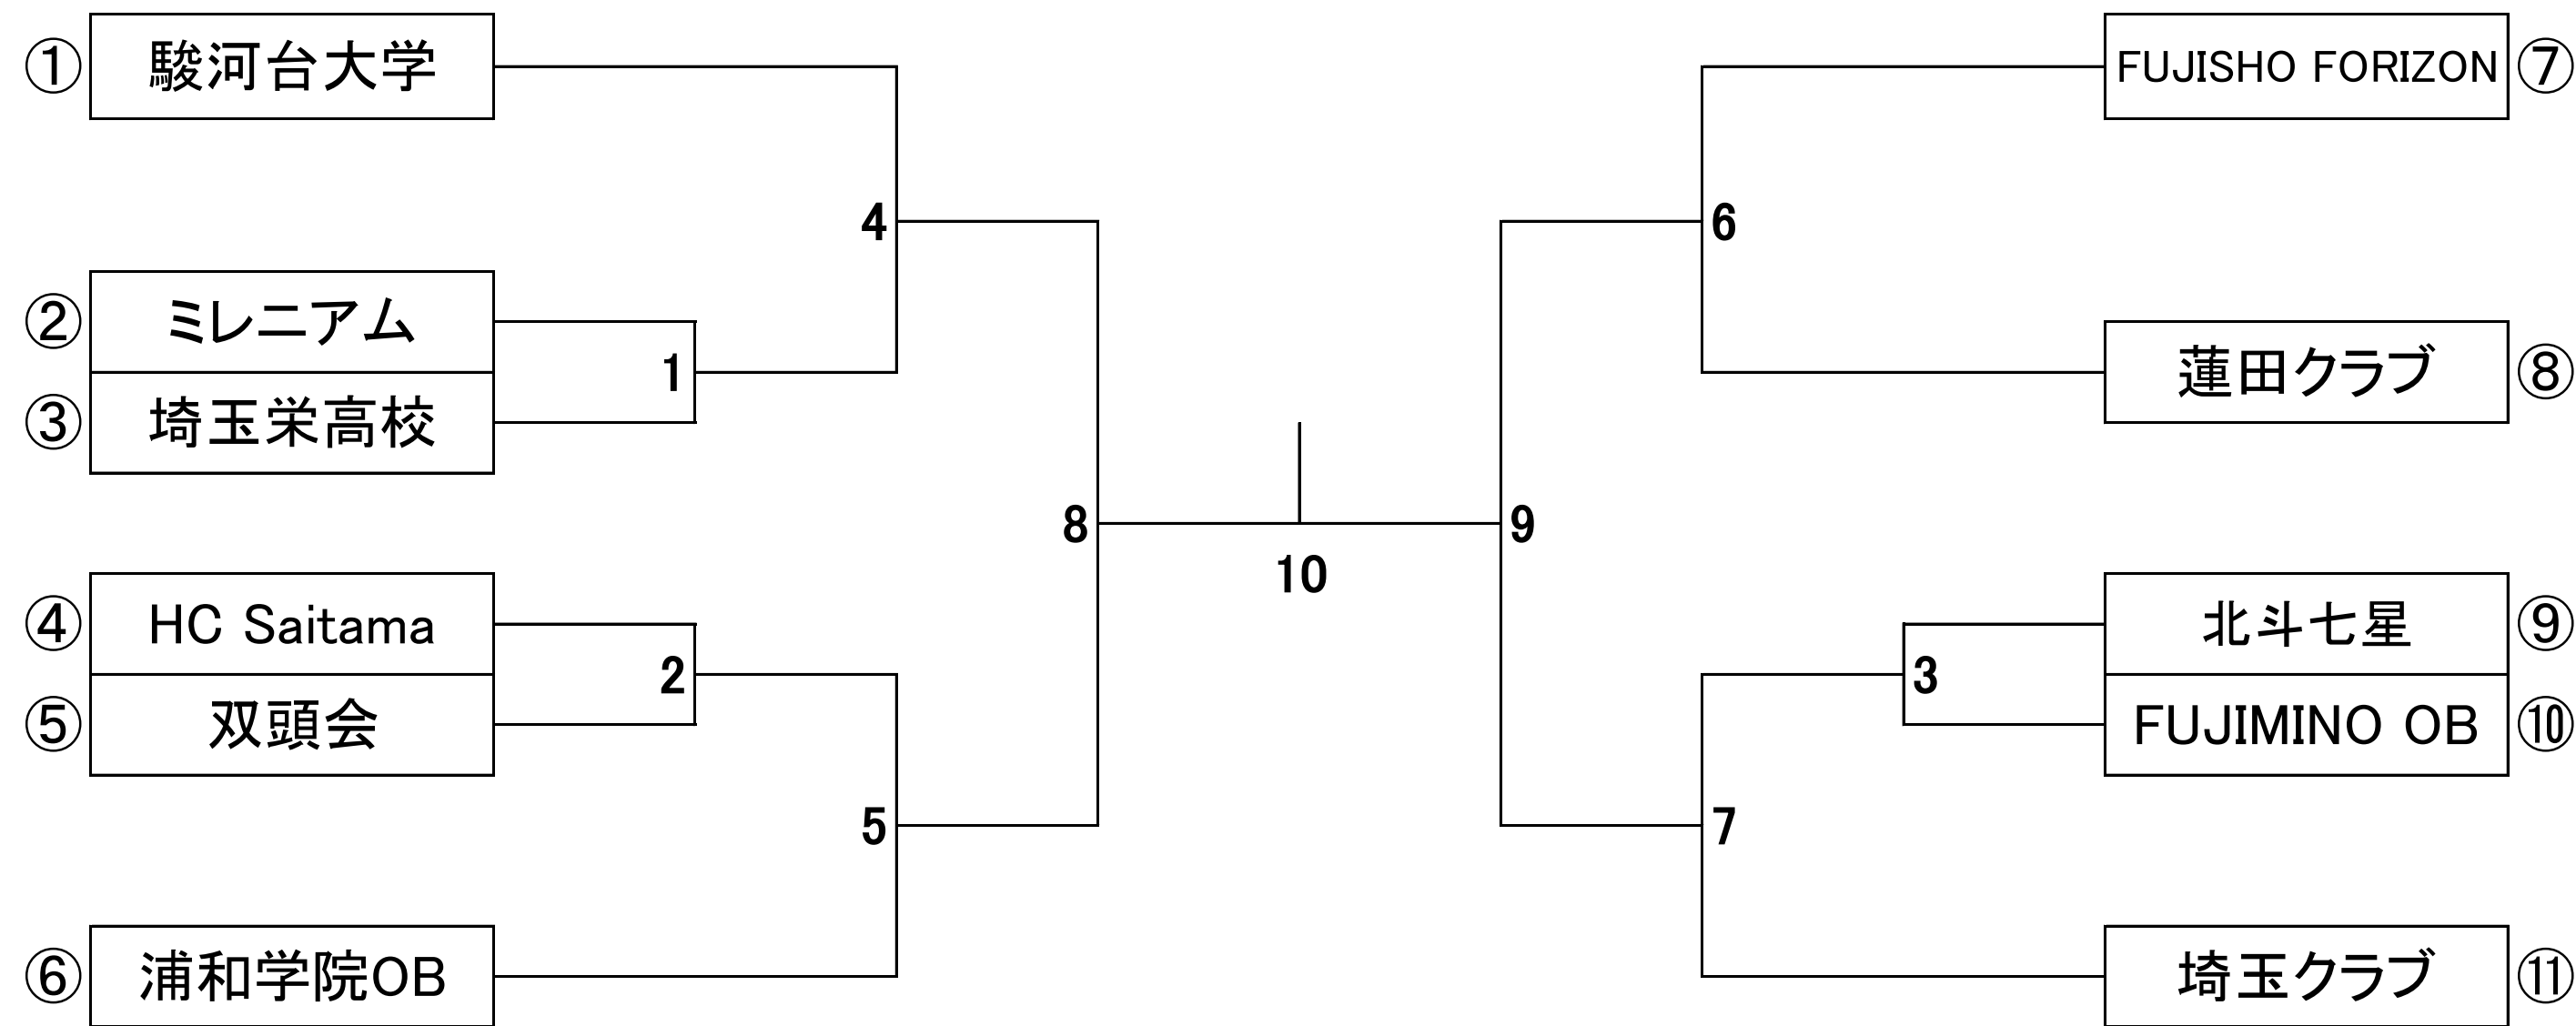 ① 駿河台大学
② ミレニアム
③ 埼玉栄高校
④ HC Saitama
⑤ 双頭会
⑥ 浦和学院OB
4
1
8
2
5
10
6
9
3
7
FUJISHO FORIZON ⑦
蓮田クラブ ⑧
北斗七星 ⑨
FUJIMINO OB ⑩
埼玉クラブ ⑪